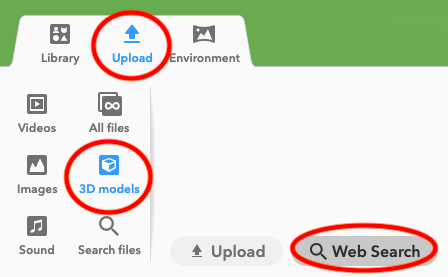 Library Upload Environment
Videos All files
Images 3D models
Sound Search files
Upload Web Search